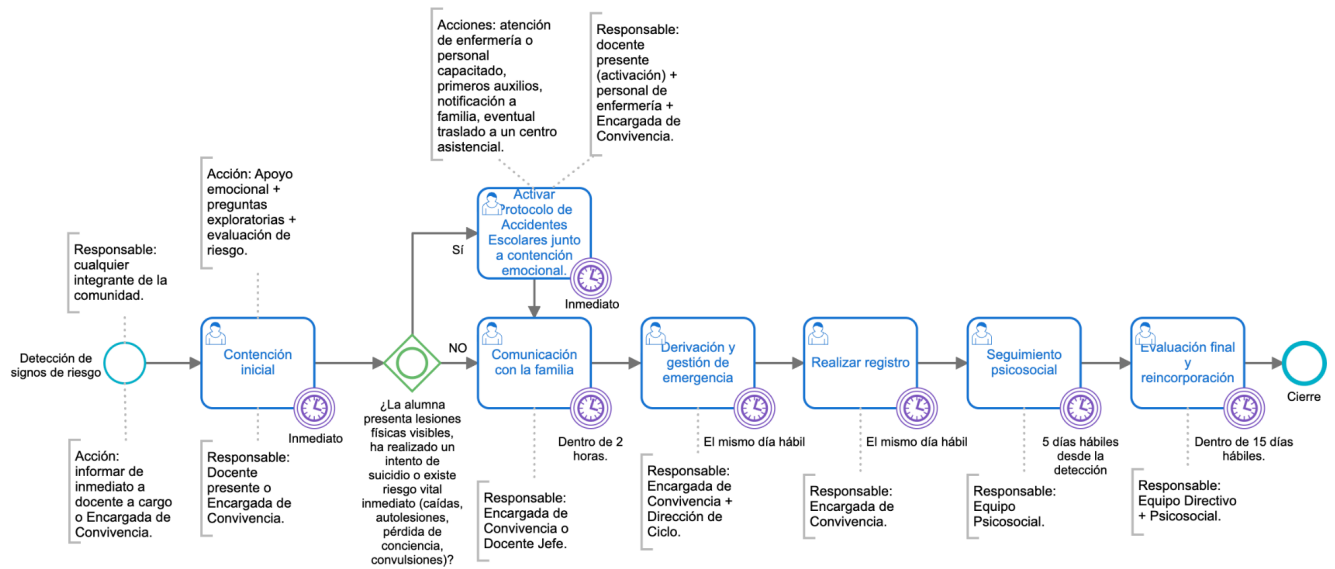 Acciones: atención
de enfermería o
personal
capacitado,
primeros auxilios,
notificación a
familia, eventual
traslado a un centro
asistencial.
Responsable:
docente
presente
(activación) +
personal de
enfermería +
Encargada de
Convivencia.
Acción: Apoyo
emocional +
preguntas
exploratorias +
evaluación de
riesgo.
Responsable:
cualquier
integrante de la
comunidad.
Activar
Protocolo de
Accidentes
Escolares junto
a contención
emocional.
Sí
Inmediato
Detección de
signos de riesgo
Contención
inicial
Inmediato
NO
¿La alumna
presenta lesiones
físicas visibles,
ha realizado un
intento de
suicidio o existe
riesgo vital
inmediato (caídas,
autolesiones,
pérdida de
conciencia,
convulsiones)?
Comunicación
con la familia
Dentro de 2
horas.
Derivación y
gestión de
emergencia
El mismo día hábil
Realizar registro
El mismo día hábil
Seguimiento
psicosocial
5 días hábiles
desde la
detección
Evaluación final
y
reincorporación
Dentro de 15 días
hábiles.
Cierre
Acción:
informar de
inmediato a
docente a cargo
o Encargada de
Convivencia.
Responsable:
Docente
presente o
Encargada de
Convivencia.
Responsable:
Encargada de
Convivencia o
Docente Jefe.
Responsable:
Encargada de
Convivencia +
Dirección de
Ciclo.
Responsable:
Encargada de
Convivencia.
Responsable:
Equipo
Psicosocial.
Responsable:
Equipo Directivo
+ Psicosocial.